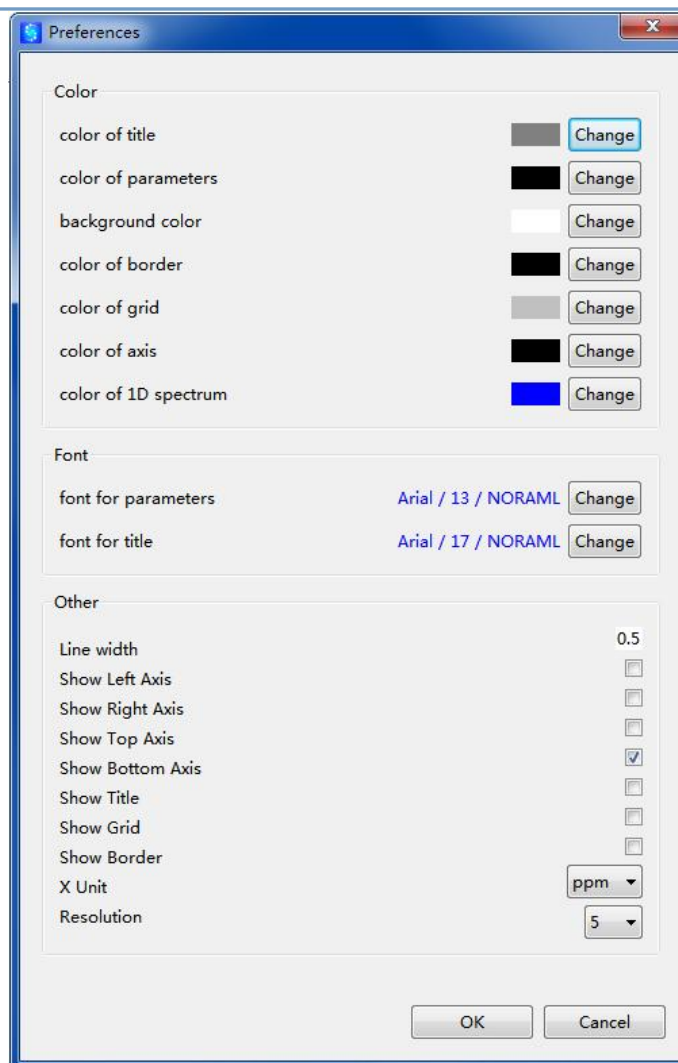 Preferences
Color
color of title Change
color of parameters Change
background color Change
color of border Change
color of grid Change
color of axis Change
color of 1D spectrum Change
Font
font for parameters Arial / 13 / NORAML Change
font for title Arial / 17 / NORAML Change
Other
Line width 0.5
Show Left Axis
Show Right Axis
Show Top Axis
Show Bottom Axis
Show Title
Show Grid
Show Border
X Unit ppm
Resolution 5
OK Cancel